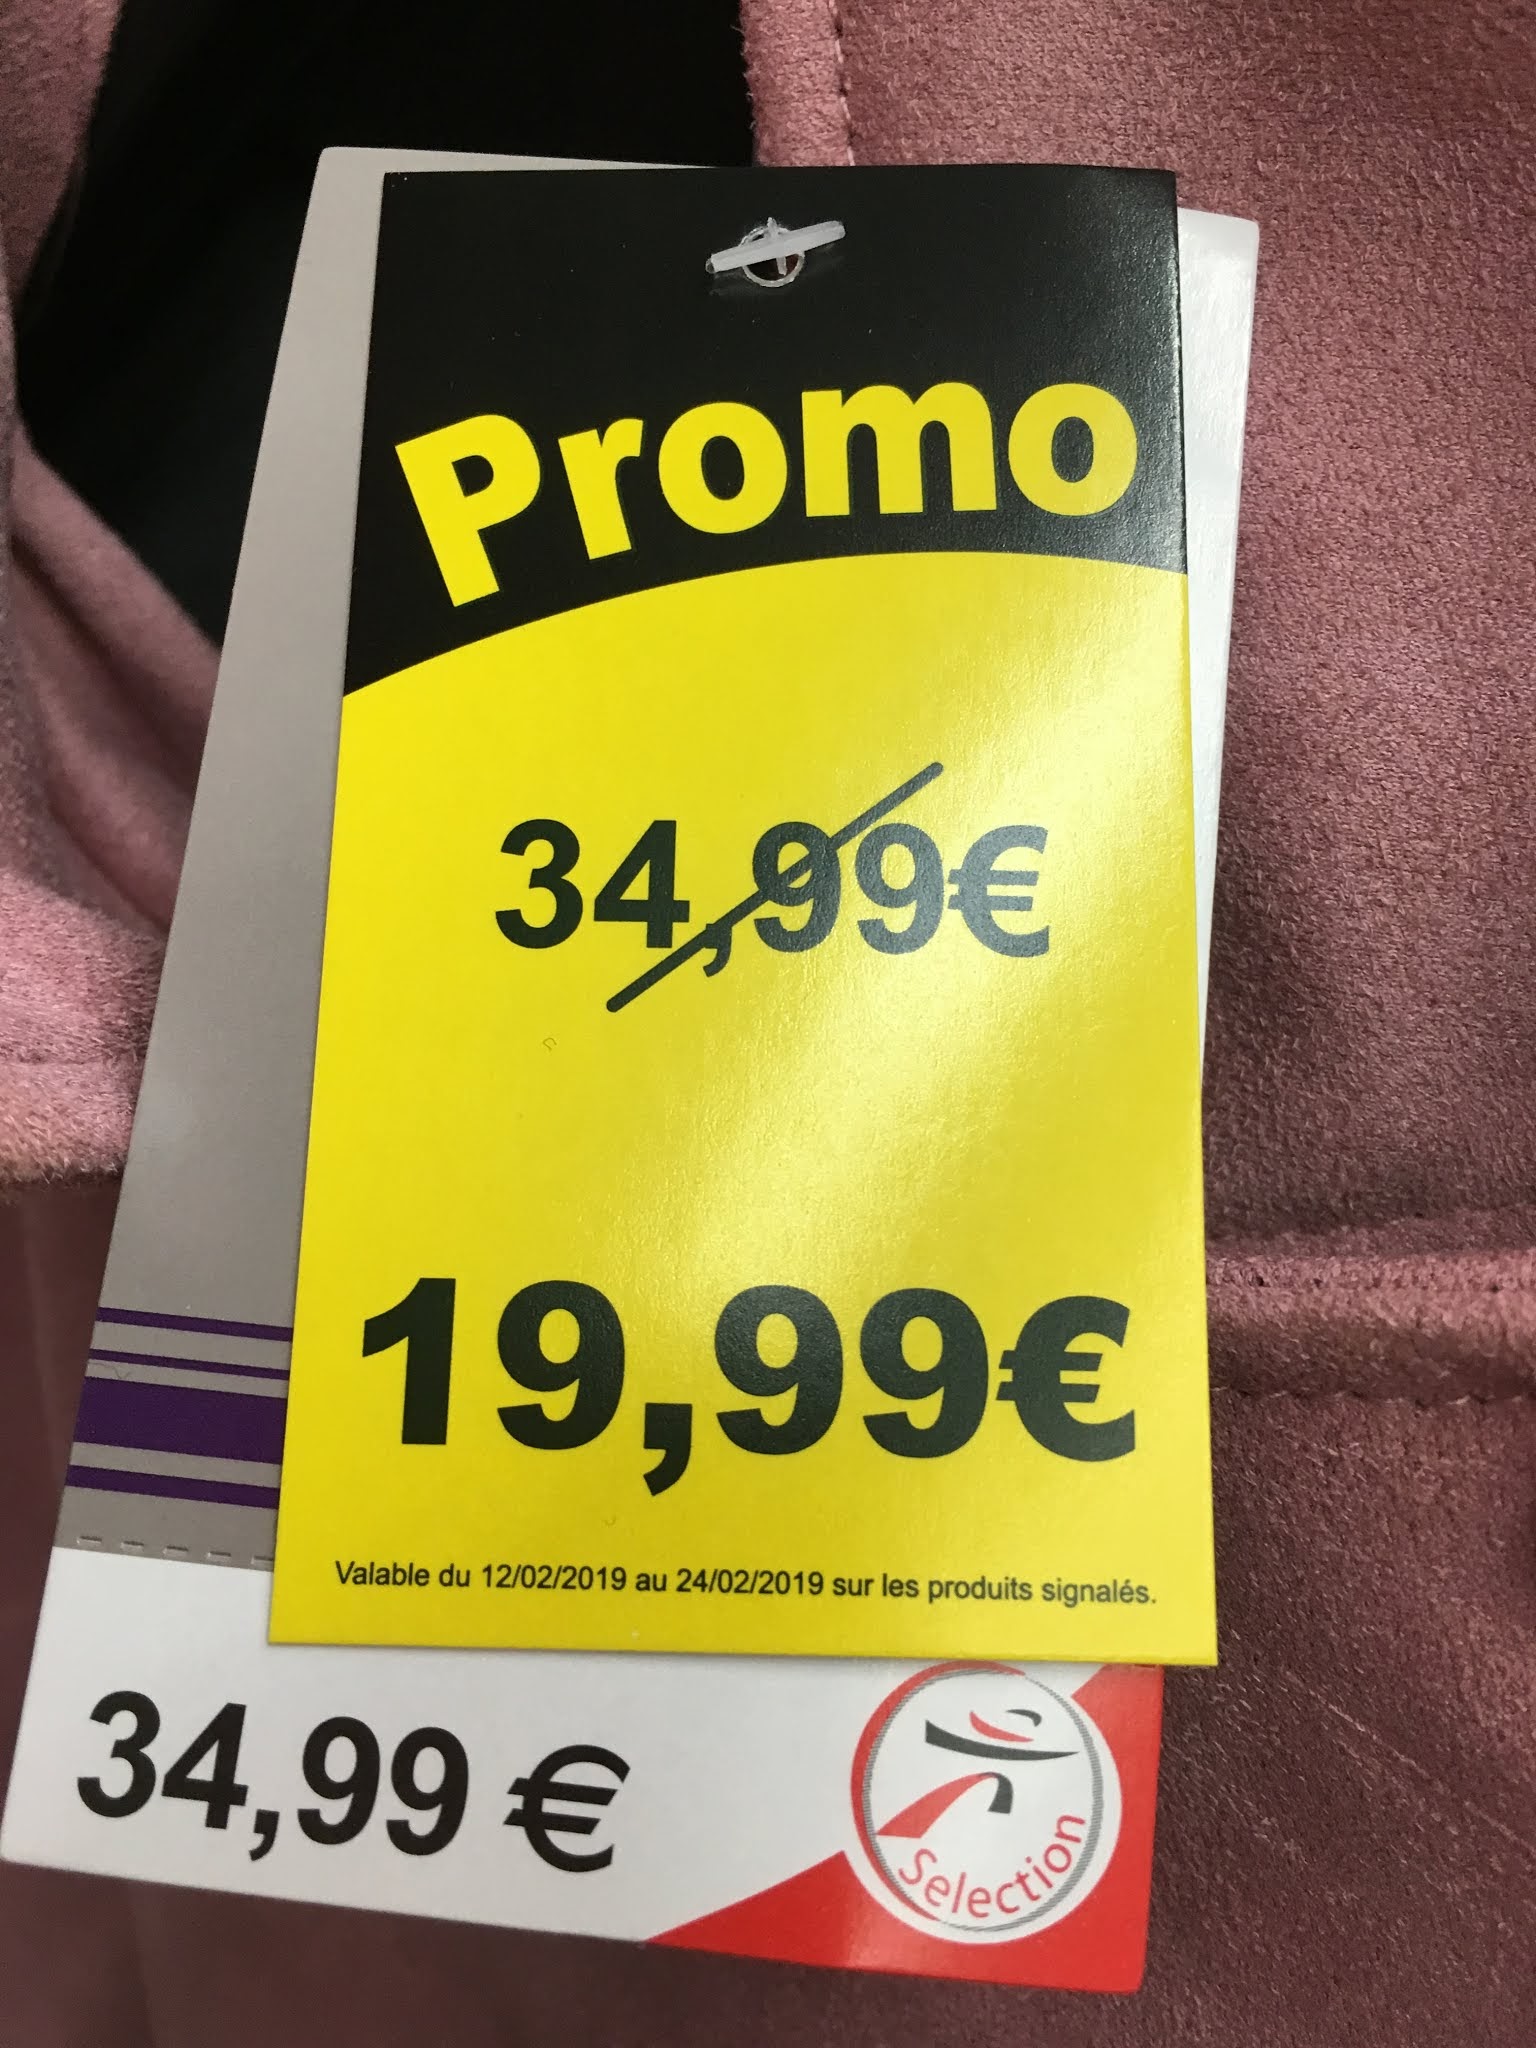 Promo
34,99€
19,99€
Valable du 12/02/2019 au 24/02/2019 sur les produits signalés.
34,99 €
Selection